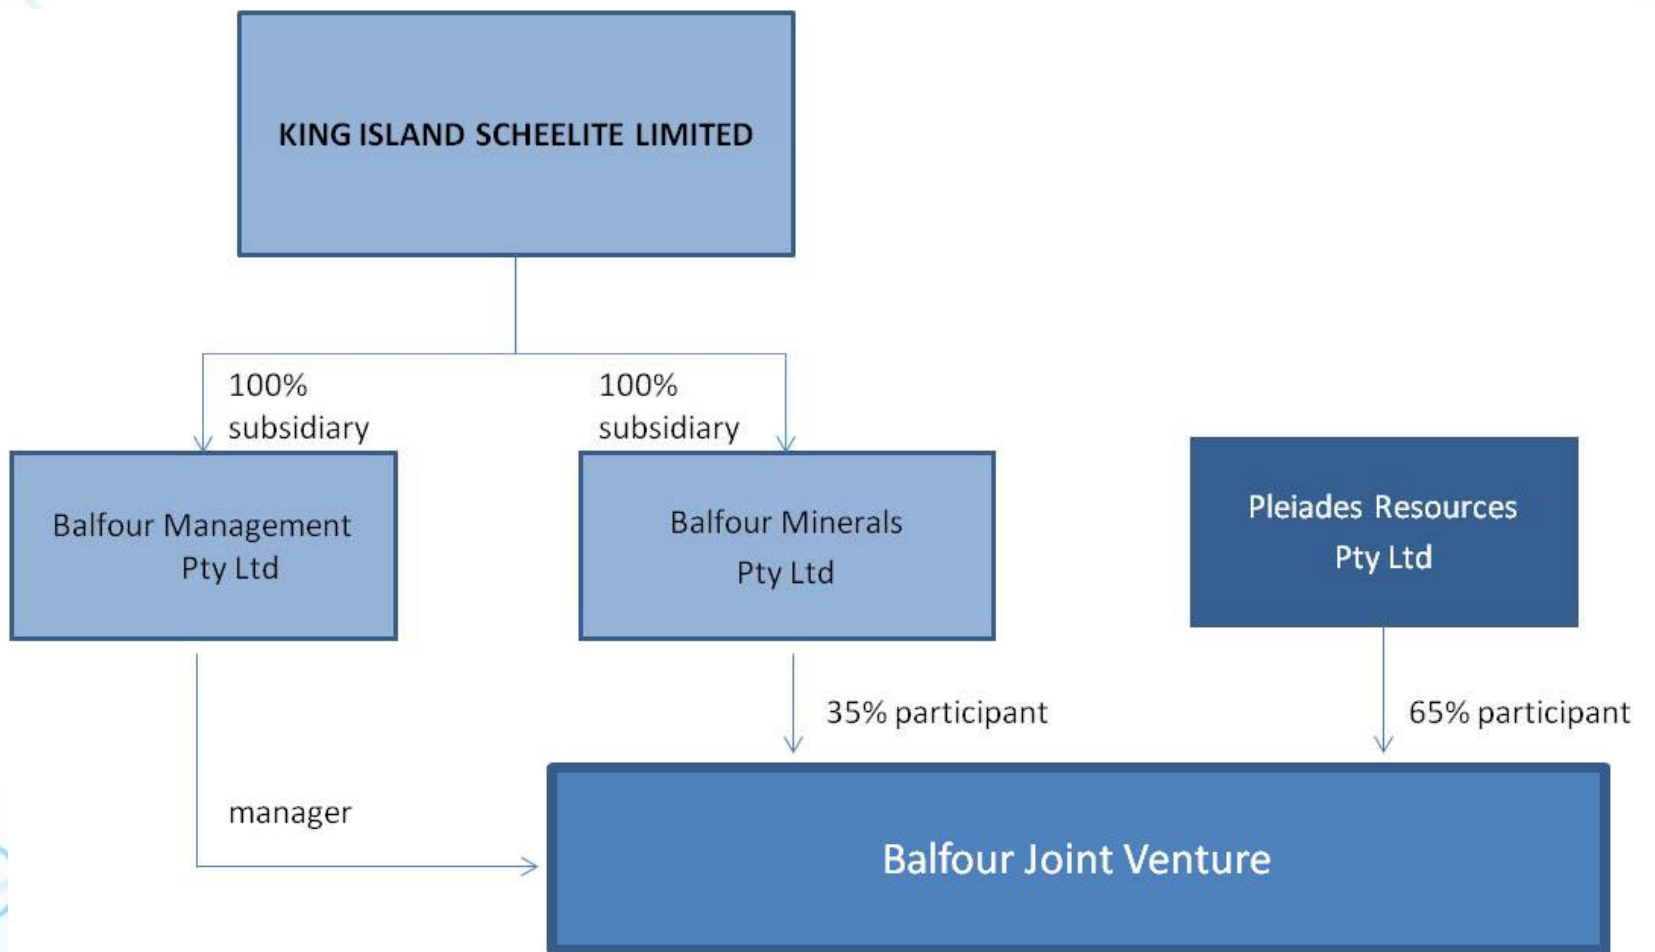 KING ISLAND SCHEELITE LIMITED
100%
subsidiary
100%
subsidiary
Balfour Management
Pty Ltd
Balfour Minerals
Pty Ltd
Pleiades Resources
Pty Ltd
35% participant
65% participant
manager
Balfour Joint Venture